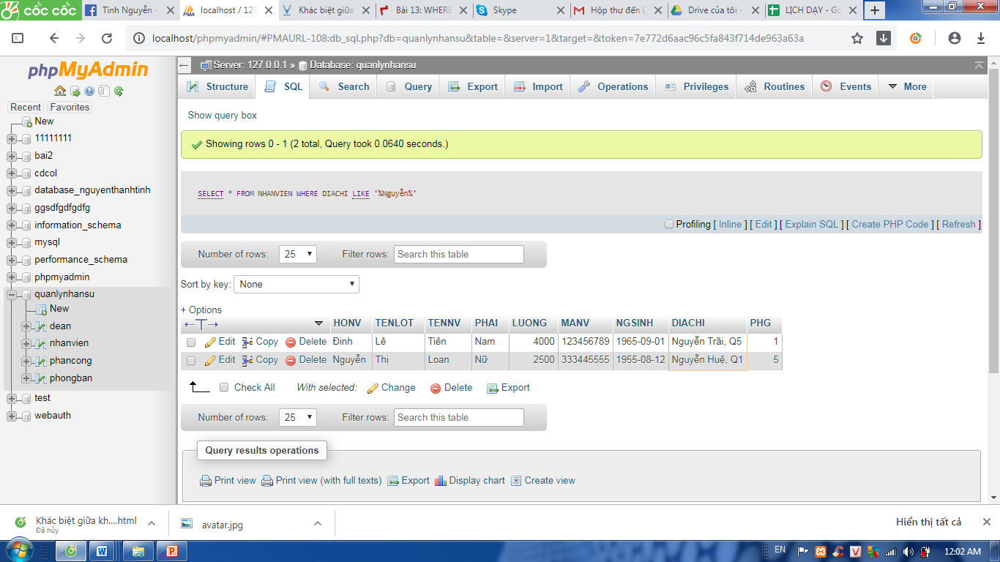 cốc cốc
Tình Nguyễn -
localhost / 127
Khác biệt giữa
Bài 13: WHERE
Skype
Hộp thư đến (
Drive của tôi -
LỊCH DẠY - Go
localhost/phpmyadmin/#PMAURL-108:db_sql.php?db=quanlynhansu&table=&server=1&target=&token=7e772d6aac96c5fa843f714de963a63a
phpMyAdmin
Recent Favorites
New
11111111
bai2
cdcol
database_nguyenthanhtinh
ggsdfgdfgdfg
information_schema
mysql
performance_schema
phpmyadmin
quanlynhansu
New
dean
nhanvien
phancong
phongban
test
webauth
Server: 127.0.0.1 » Database: quanlynhansu
Structure SQL Search Query Export Import Operations Privileges Routines Events More
Show query box
Showing rows 0 - 1 (2 total, Query took 0.0640 seconds.)
SELECT * FROM NHANVIEN WHERE DIACHI LIKE '%Nguyễn%'
Profiling [ Inline ] [ Edit ] [ Explain SQL ] [ Create PHP Code ] [ Refresh ]
Number of rows: 25 Filter rows: Search this table
Sort by key: None
+ Options
HONV TENLOT TENNV PHAI LUONG MANV NGSINH DIACHI PHG
Edit Copy Delete Đinh Lê Tiên Nam 4000 123456789 1965-09-01 Nguyễn Trãi, Q5 1
Edit Copy Delete Nguyễn Thị Loan Nữ 2500 333445555 1955-08-12 Nguyễn Huệ, Q1 5
Check All With selected: Change Delete Export
Number of rows: 25 Filter rows: Search this table
Query results operations
Print view Print view (with full texts) Export Display chart Create view
Khác biệt giữa kh....html
Đã hủy
avatar.jpg
Hiển thị tất cả
EN
12:02 AM